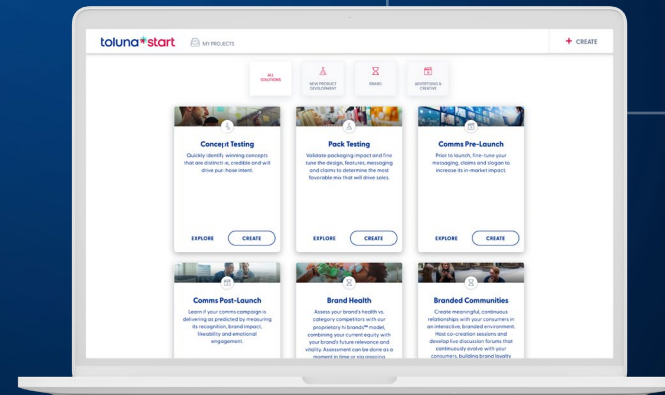 toluna*start
MY PROJECTS
+ CREATE
ALL
SOLUTIONS
NEW PRODUCT
DEVELOPMENT
BRAND
ADVERTISING &
CREATIVE
Concept Testing
Quickly identify winning concepts
that are distinctive, credible and will
drive purchase intent.
EXPLORE
CREATE
Pack Testing
Validate packaging impact and fine
tune the design, features, messaging
and claims to determine the most
favorable mix that will drive sales.
EXPLORE
CREATE
Comms Pre-Launch
Prior to launch, fine-tune your
messaging, claims and slogan to
increase its in-market impact.
EXPLORE
CREATE
Comms Post-Launch
Learn if your comms campaign is
delivering as predicted by measuring
its recognition, brand impact,
likeability and emotional
engagement.
Brand Health
Assess your brand's health vs.
category competitors with our
proprietary hi brands™ model,
combining your current equity with
your brand's future relevance and
vitality. Assessment can be done as a
moment in time or via ongoing
Branded Communities
Create meaningful, continuous
relationships with your consumers in
an interactive, branded environment.
Host co-creation sessions and
develop live discussion forums that
continuously evolve with your
consumers, building brand loyalty